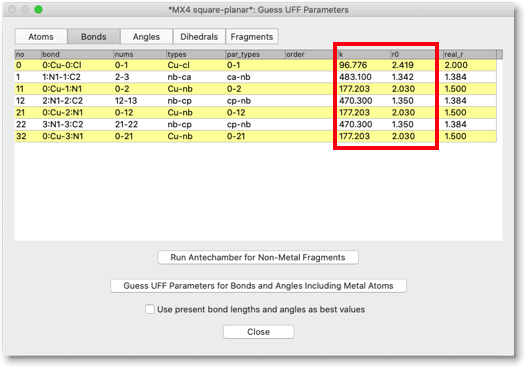 *MX4 square-planar*: Guess UFF Parameters
Atoms Bonds Angles Dihedrals Fragments
no bond nums types par_types order k r0 real_r
0 0:Cu-0:Cl 0-1 Cu-cl 0-1 96.776 2.419 2.000
1 1:N1-1:C2 2-3 nb-ca ca-nb 483.100 1.342 1.384
11 0:Cu-1:N1 0-2 Cu-nb 0-2 177.203 2.030 1.500
12 2:N1-2:C2 12-13 nb-cp cp-nb 470.300 1.350 1.384
21 0:Cu-2:N1 0-12 Cu-nb 0-12 177.203 2.030 1.500
22 3:N1-3:C2 21-22 nb-cp cp-nb 470.300 1.350 1.384
32 0:Cu-3:N1 0-21 Cu-nb 0-21 177.203 2.030 1.500
Run Antechamber for Non-Metal Fragments
Guess UFF Parameters for Bonds and Angles Including Metal Atoms
Use present bond lengths and angles as best values
Close